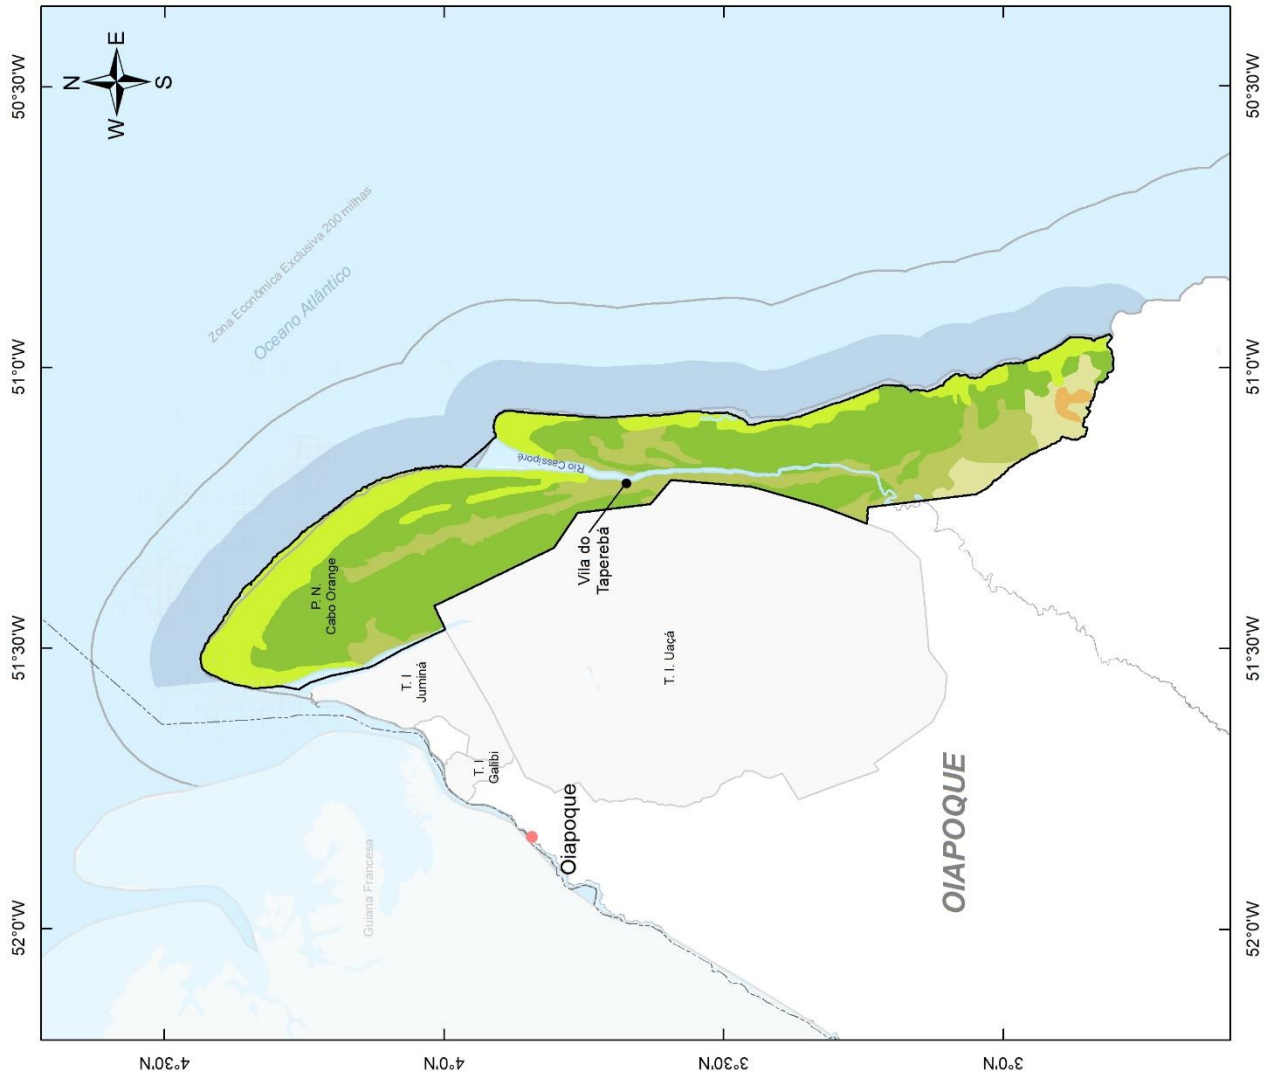 52°0'W
51°30'W
51°0'W
50°30'W
N
W
E
S
4°30'N
4°0'N
3°30'N
3°0'N
Zona Econômica Exclusiva 200 milhas
Oceano Atlântico
Guiana Francesa
P. N.
Cabo Orange
T. I
Juminá
T. I
Galibi
Rio Cassiporé
Oiapoque
Vila do
Taperebá
T. I. Uaçá
OIAPOQUE
52°0'W
51°30'W
51°0'W
50°30'W